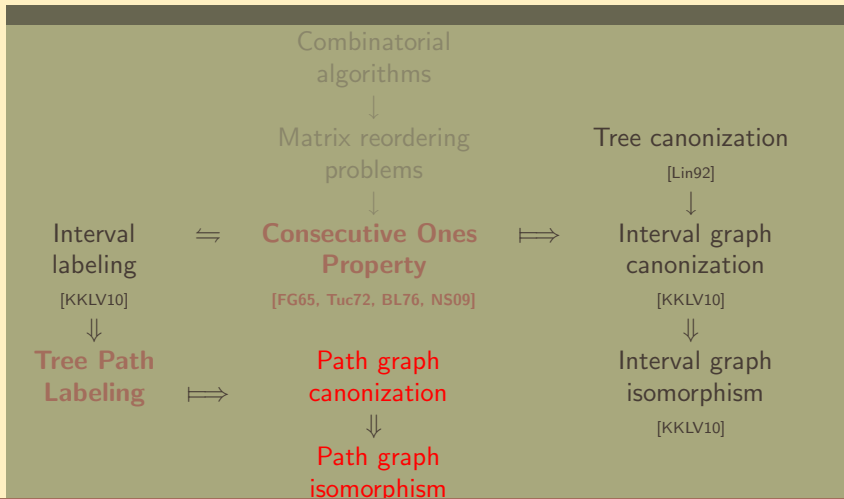 Combinatorial
algorithms
↓
Matrix reordering
problems
↓
Tree canonization
[Lin92]
↓
Interval
labeling
[KKLV10]
⇋
Consecutive Ones
Property
[FG65, Tuc72, BL76, NS09]
⟹
Interval graph
canonization
[KKLV10]
⇓
⇓
Tree Path
Labeling
⟹
Path graph
canonization
⇓
Path graph
isomorphism
Interval graph
isomorphism
[KKLV10]